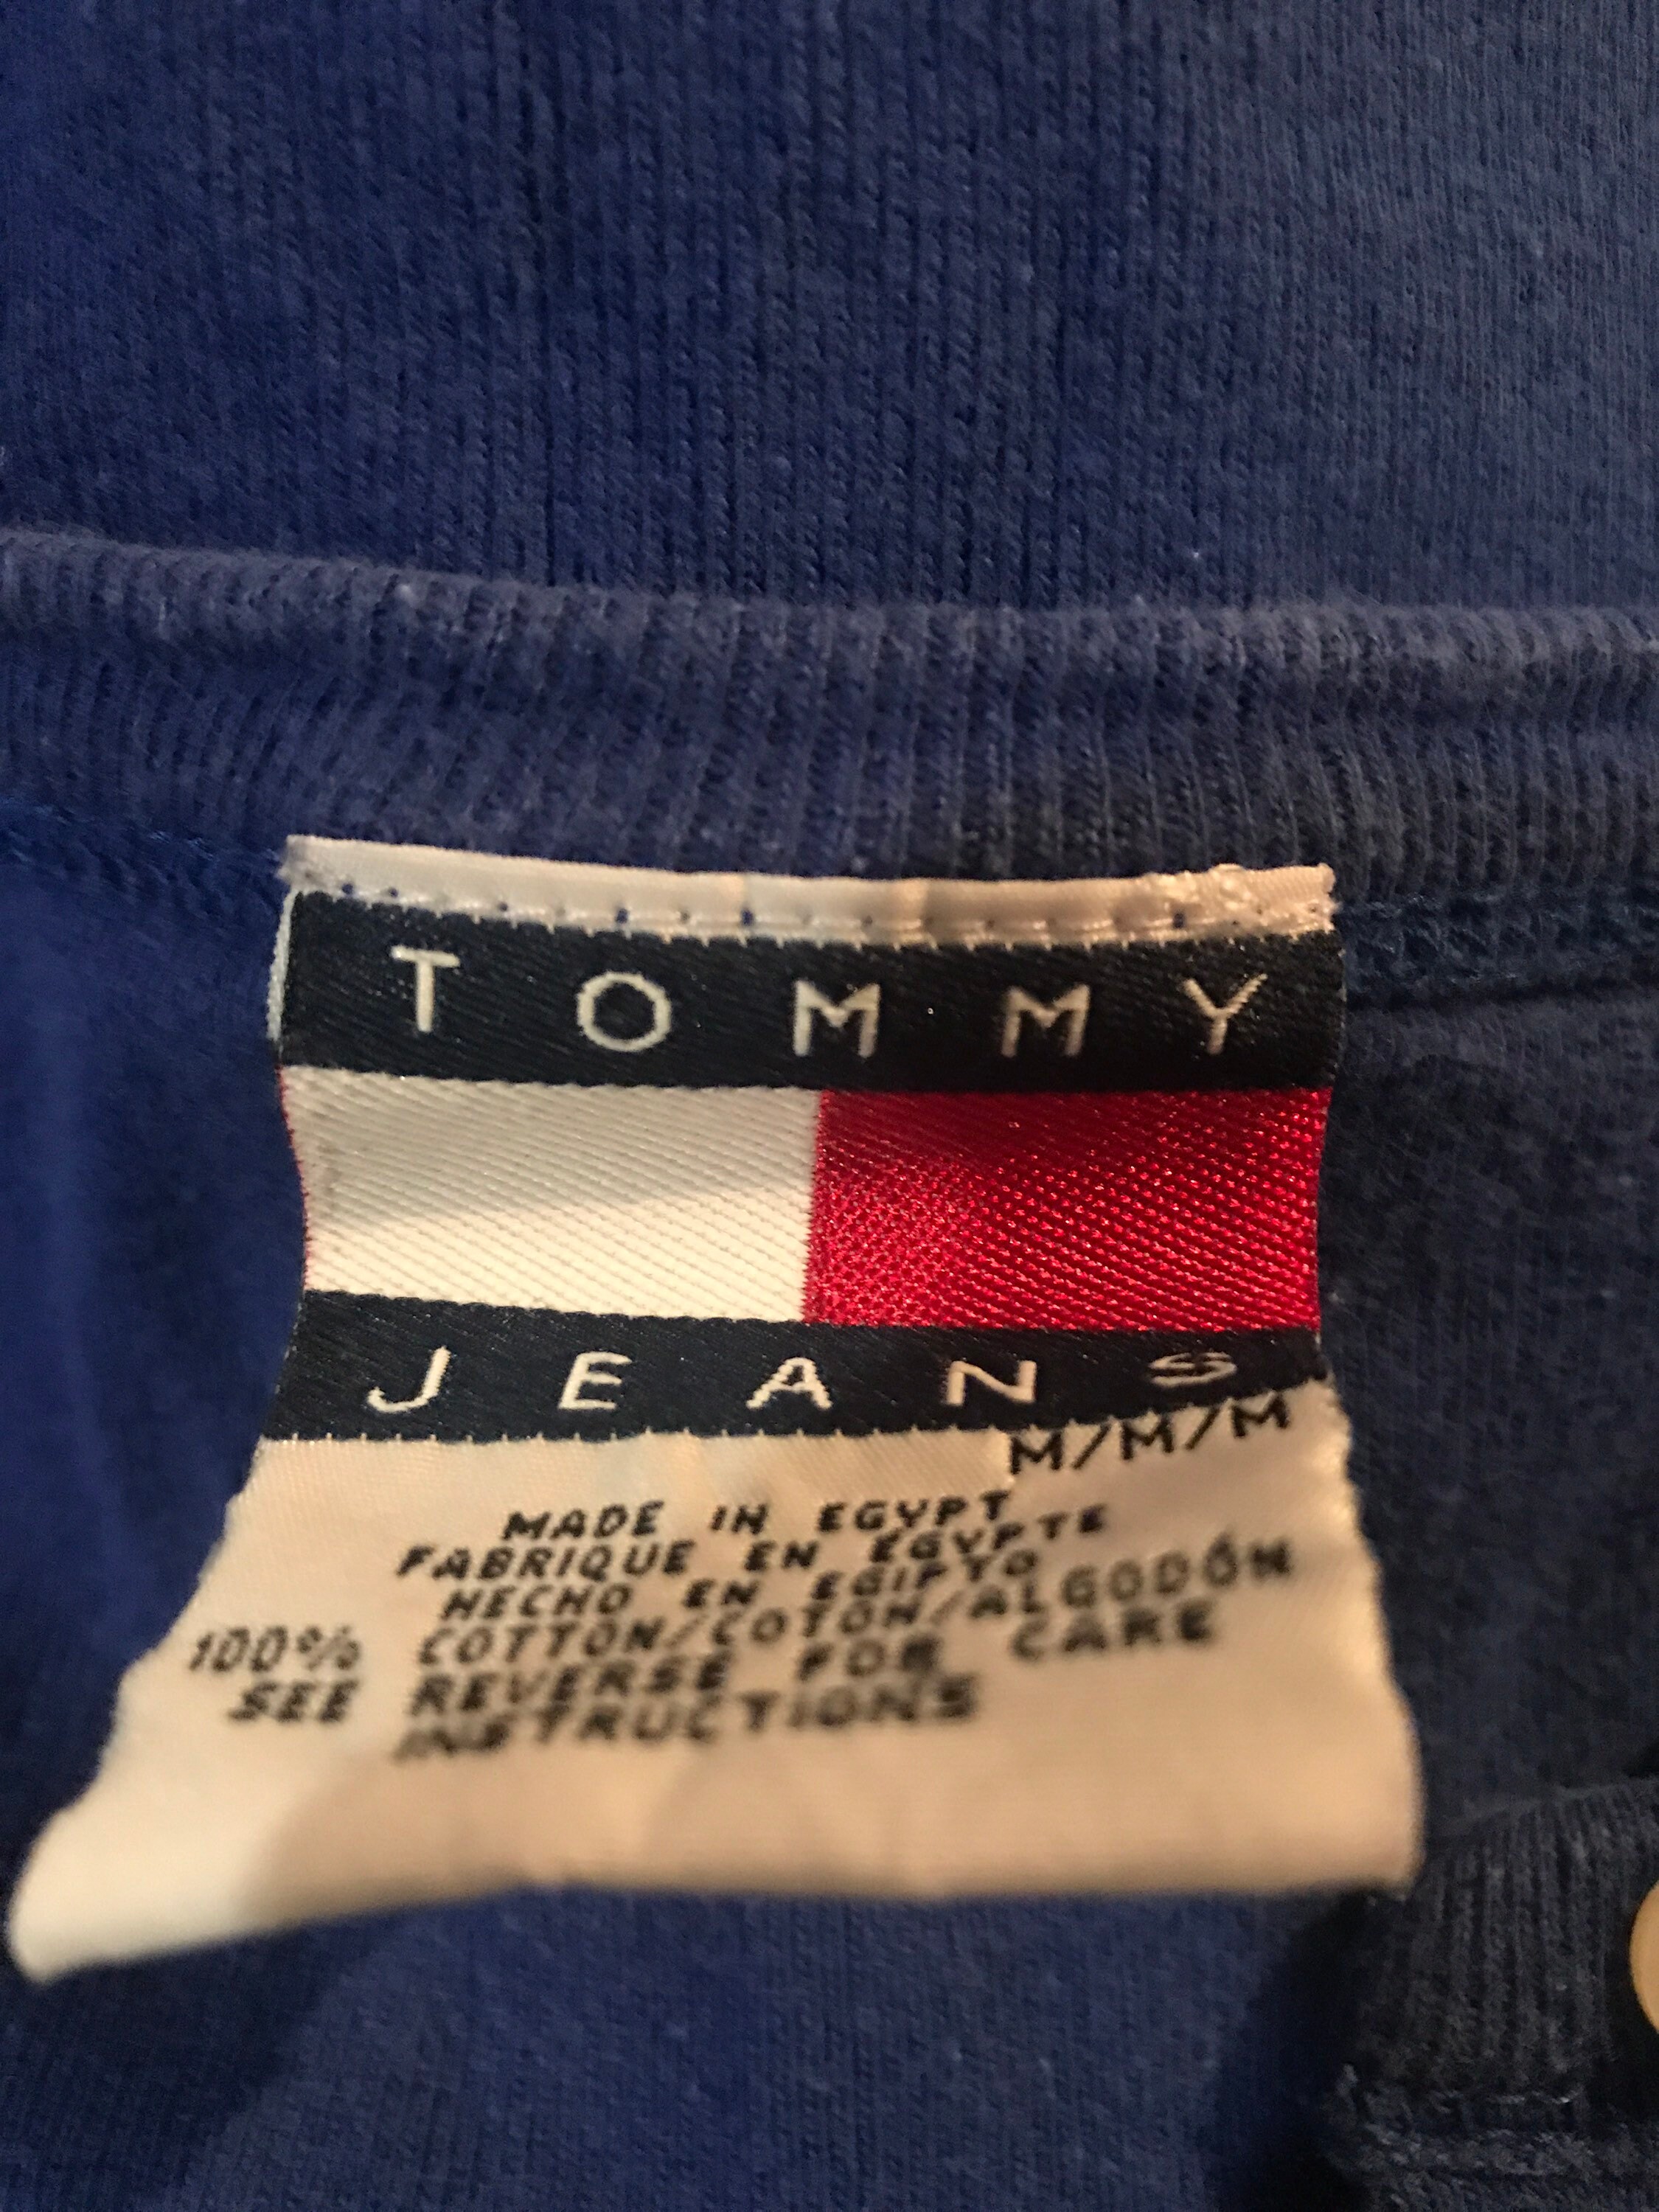 TOMMY
JEANS
M/M/M
MADE IN EGYPT
FABRIQUE EN EGYPTE
HECHO EN EGIPTO
100% COTTON/COTON/ALGODÓN
SEE REVERSE FOR CARE
INSTRUCTIONS